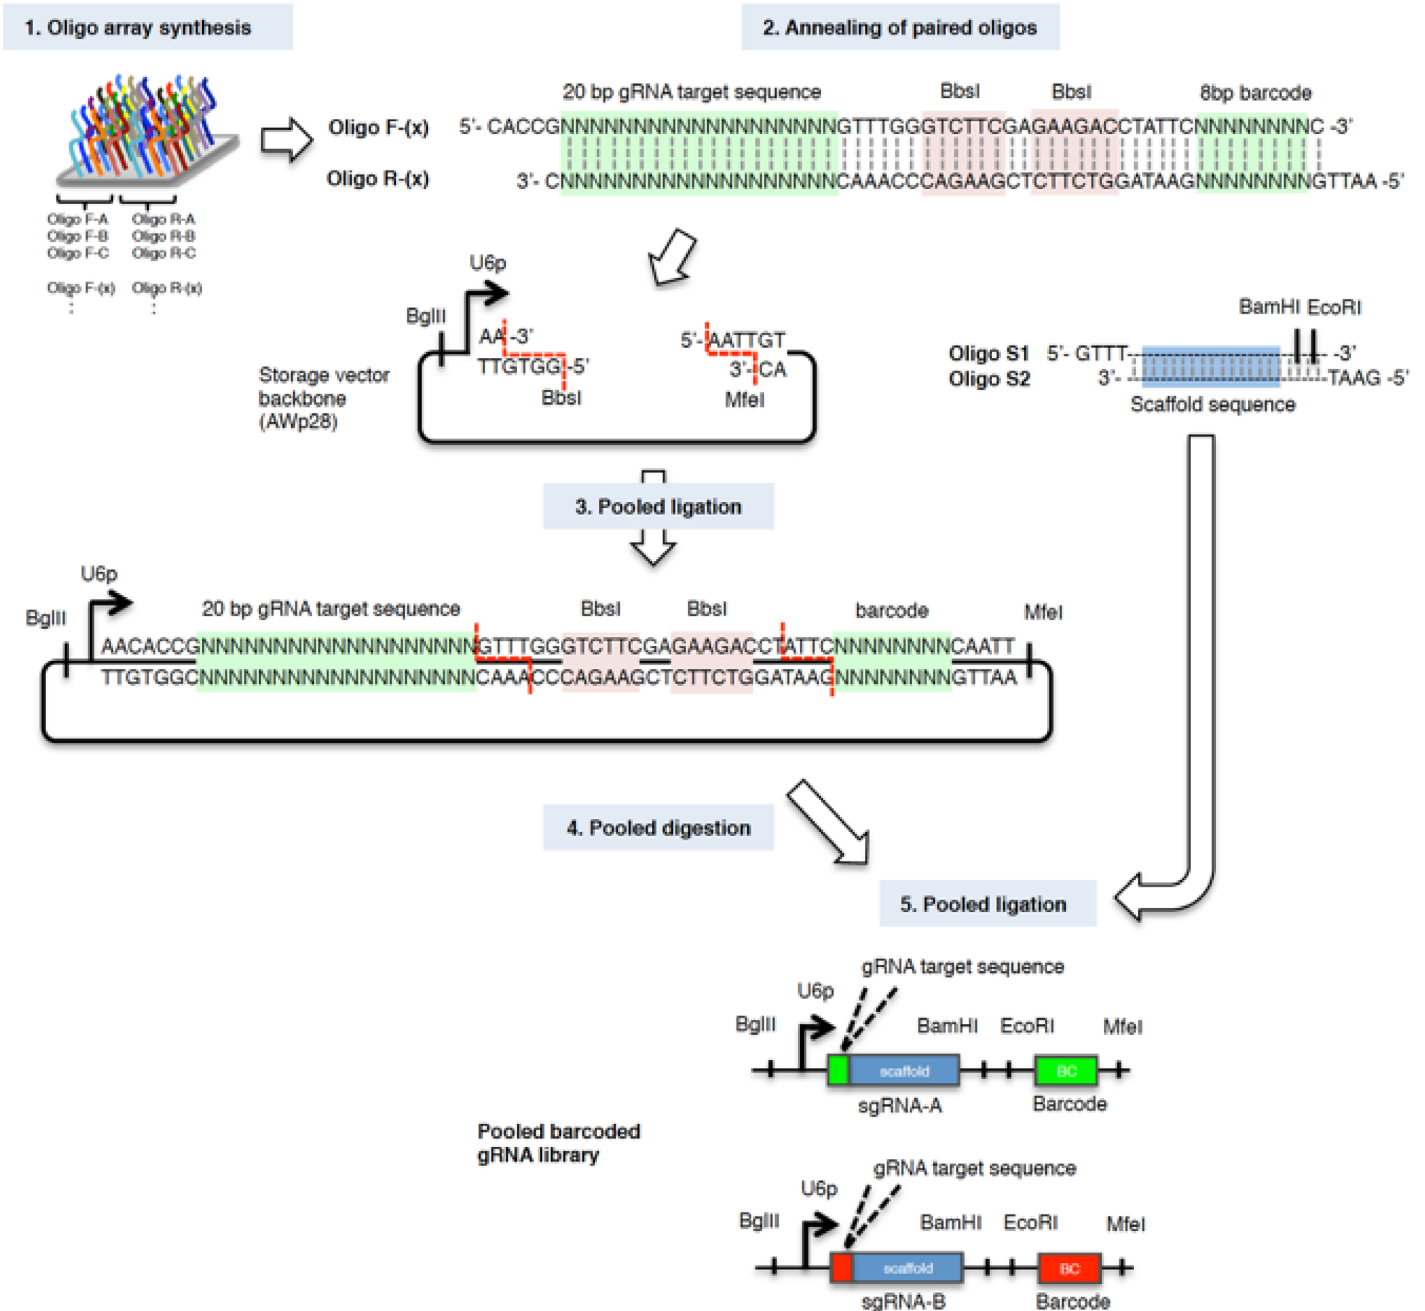 1. Oligo array synthesis
2. Annealing of paired oligos
20 bp gRNA target sequence BbsI BbsI 8bp barcode
Oligo F-(x) 5'- CACCGNNNNNNNNNNNNNNNNNNNNGTTTGGGTCTTCGAGAAGACCTATTCNNNNNNNNC -3'
Oligo R-(x) 3'- CNNNNNNNNNNNNNNNNNNNNCAAACCCAGAAGCTCTTCTGGATAAGNNNNNNNNGTTAA -5'
Oligo F-A Oligo R-A
Oligo F-B Oligo R-B
Oligo F-C Oligo R-C
Oligo F-(x) Oligo R-(x)
U6p
BglII
AA -3' 5'- AATTGT
TTGTGG -5' 3'- CA
BbsI MfeI
Storage vector
backbone
(AWp28)
BamHI EcoRI
Oligo S1 5'- GTTT -3'
Oligo S2 3'- TAAG -5'
Scaffold sequence
3. Pooled ligation
U6p
BglII 20 bp gRNA target sequence BbsI BbsI barcode MfeI
AACACCGNNNNNNNNNNNNNNNNNNNNGTTTGGGTCTTCGAGAAGACCTATTCNNNNNNNNCAATT
TTGTGGCNNNNNNNNNNNNNNNNNNNNCAAACCCAGAAGCTCTTCTGGATAAGNNNNNNNNGTTAA
4. Pooled digestion
5. Pooled ligation
gRNA target sequence
U6p
BglII BamHI EcoRI MfeI
scaffold BC
sgRNA-A Barcode
Pooled barcoded
gRNA library
gRNA target sequence
U6p
BglII BamHI EcoRI MfeI
scaffold BC
sgRNA-B Barcode